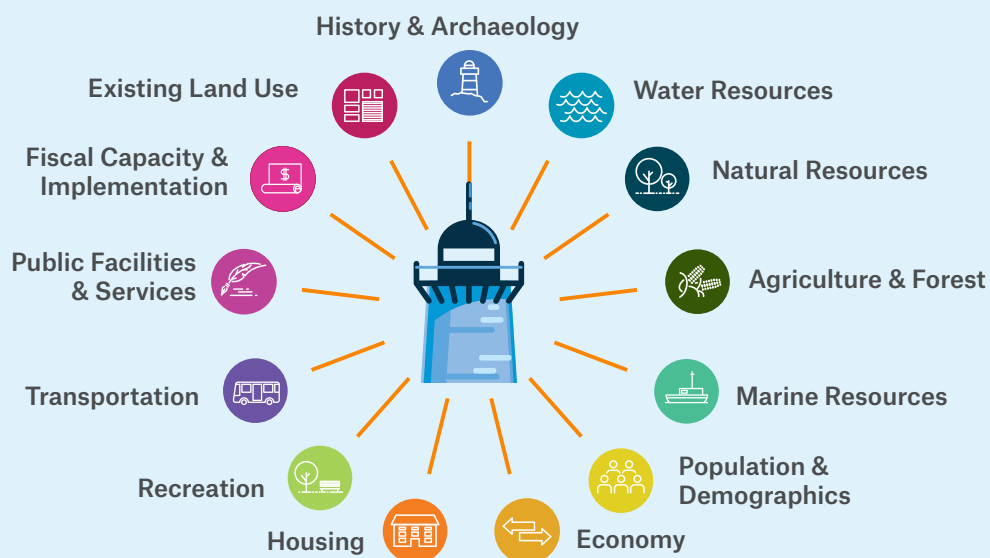 History & Archaeology
Existing Land Use
Water Resources
Fiscal Capacity &
Implementation
$
Natural Resources
Public Facilities
& Services
Agriculture & Forest
Transportation
Marine Resources
Recreation
Population &
Demographics
Housing
Economy